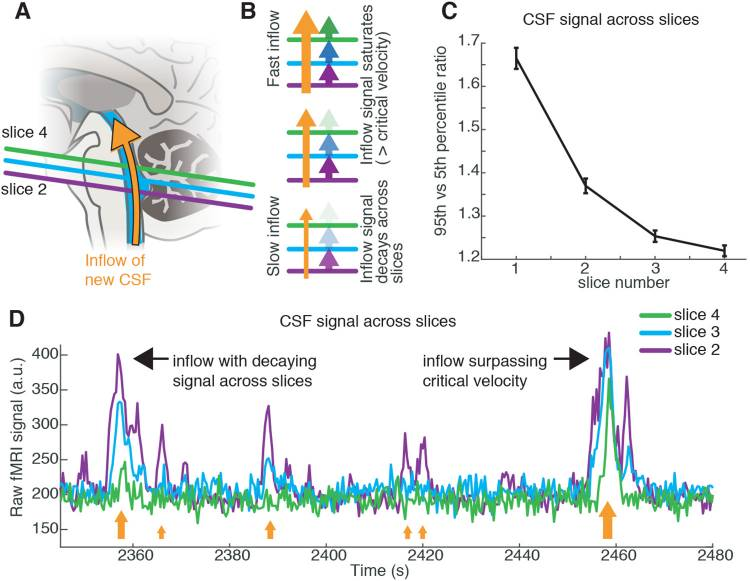 A
slice 4
slice 2
Inflow of
new CSF
B
Fast inflow
Slow inflow
Inflow signal saturates
( > critical velocity)
Inflow signal
decays across
slices
C
CSF signal across slices
95th vs 5th percentile ratio
1.7
1.6
1.5
1.4
1.3
1.2
1 2 3 4
slice number
D
CSF signal across slices
slice 4
slice 3
slice 2
inflow with decaying
signal across slices
inflow surpassing
critical velocity
Raw fMRI signal (a.u.)
400
350
300
250
200
150
2360 2380 2400 2420 2440 2460 2480
Time (s)